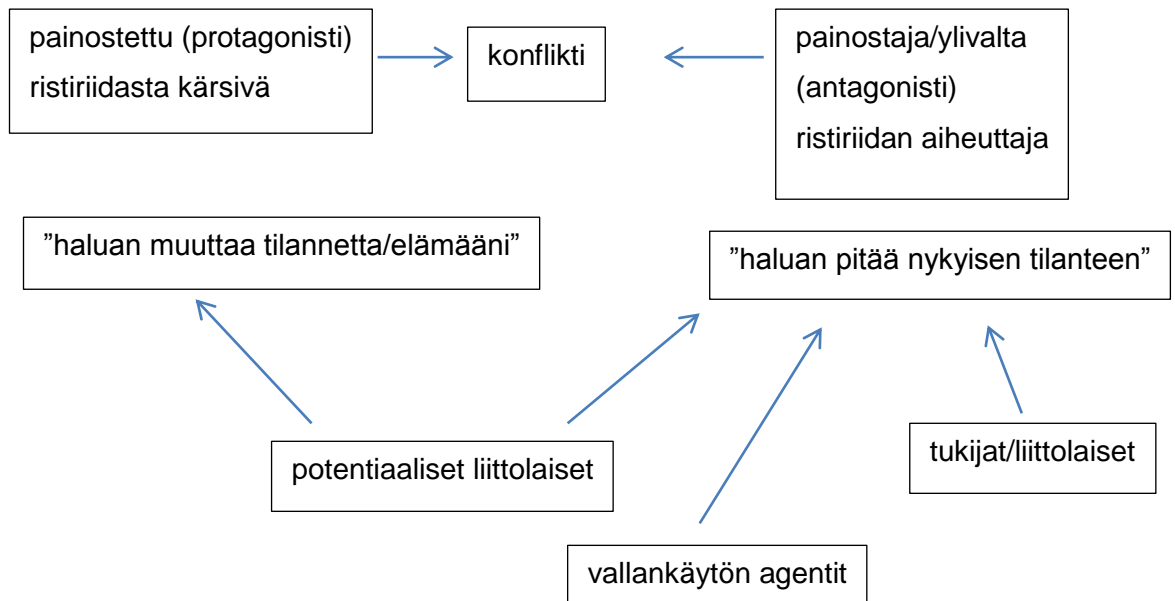 painostettu (protagonisti)
ristiriidasta kärsivä
konflikti
painostaja/ylivalta
(antagonisti)
ristiriidan aiheuttaja
”haluan muuttaa tilannetta/elämääni”
”haluan pitää nykyisen tilanteen”
potentiaaliset liittolaiset
tukijat/liittolaiset
vallankäytön agentit